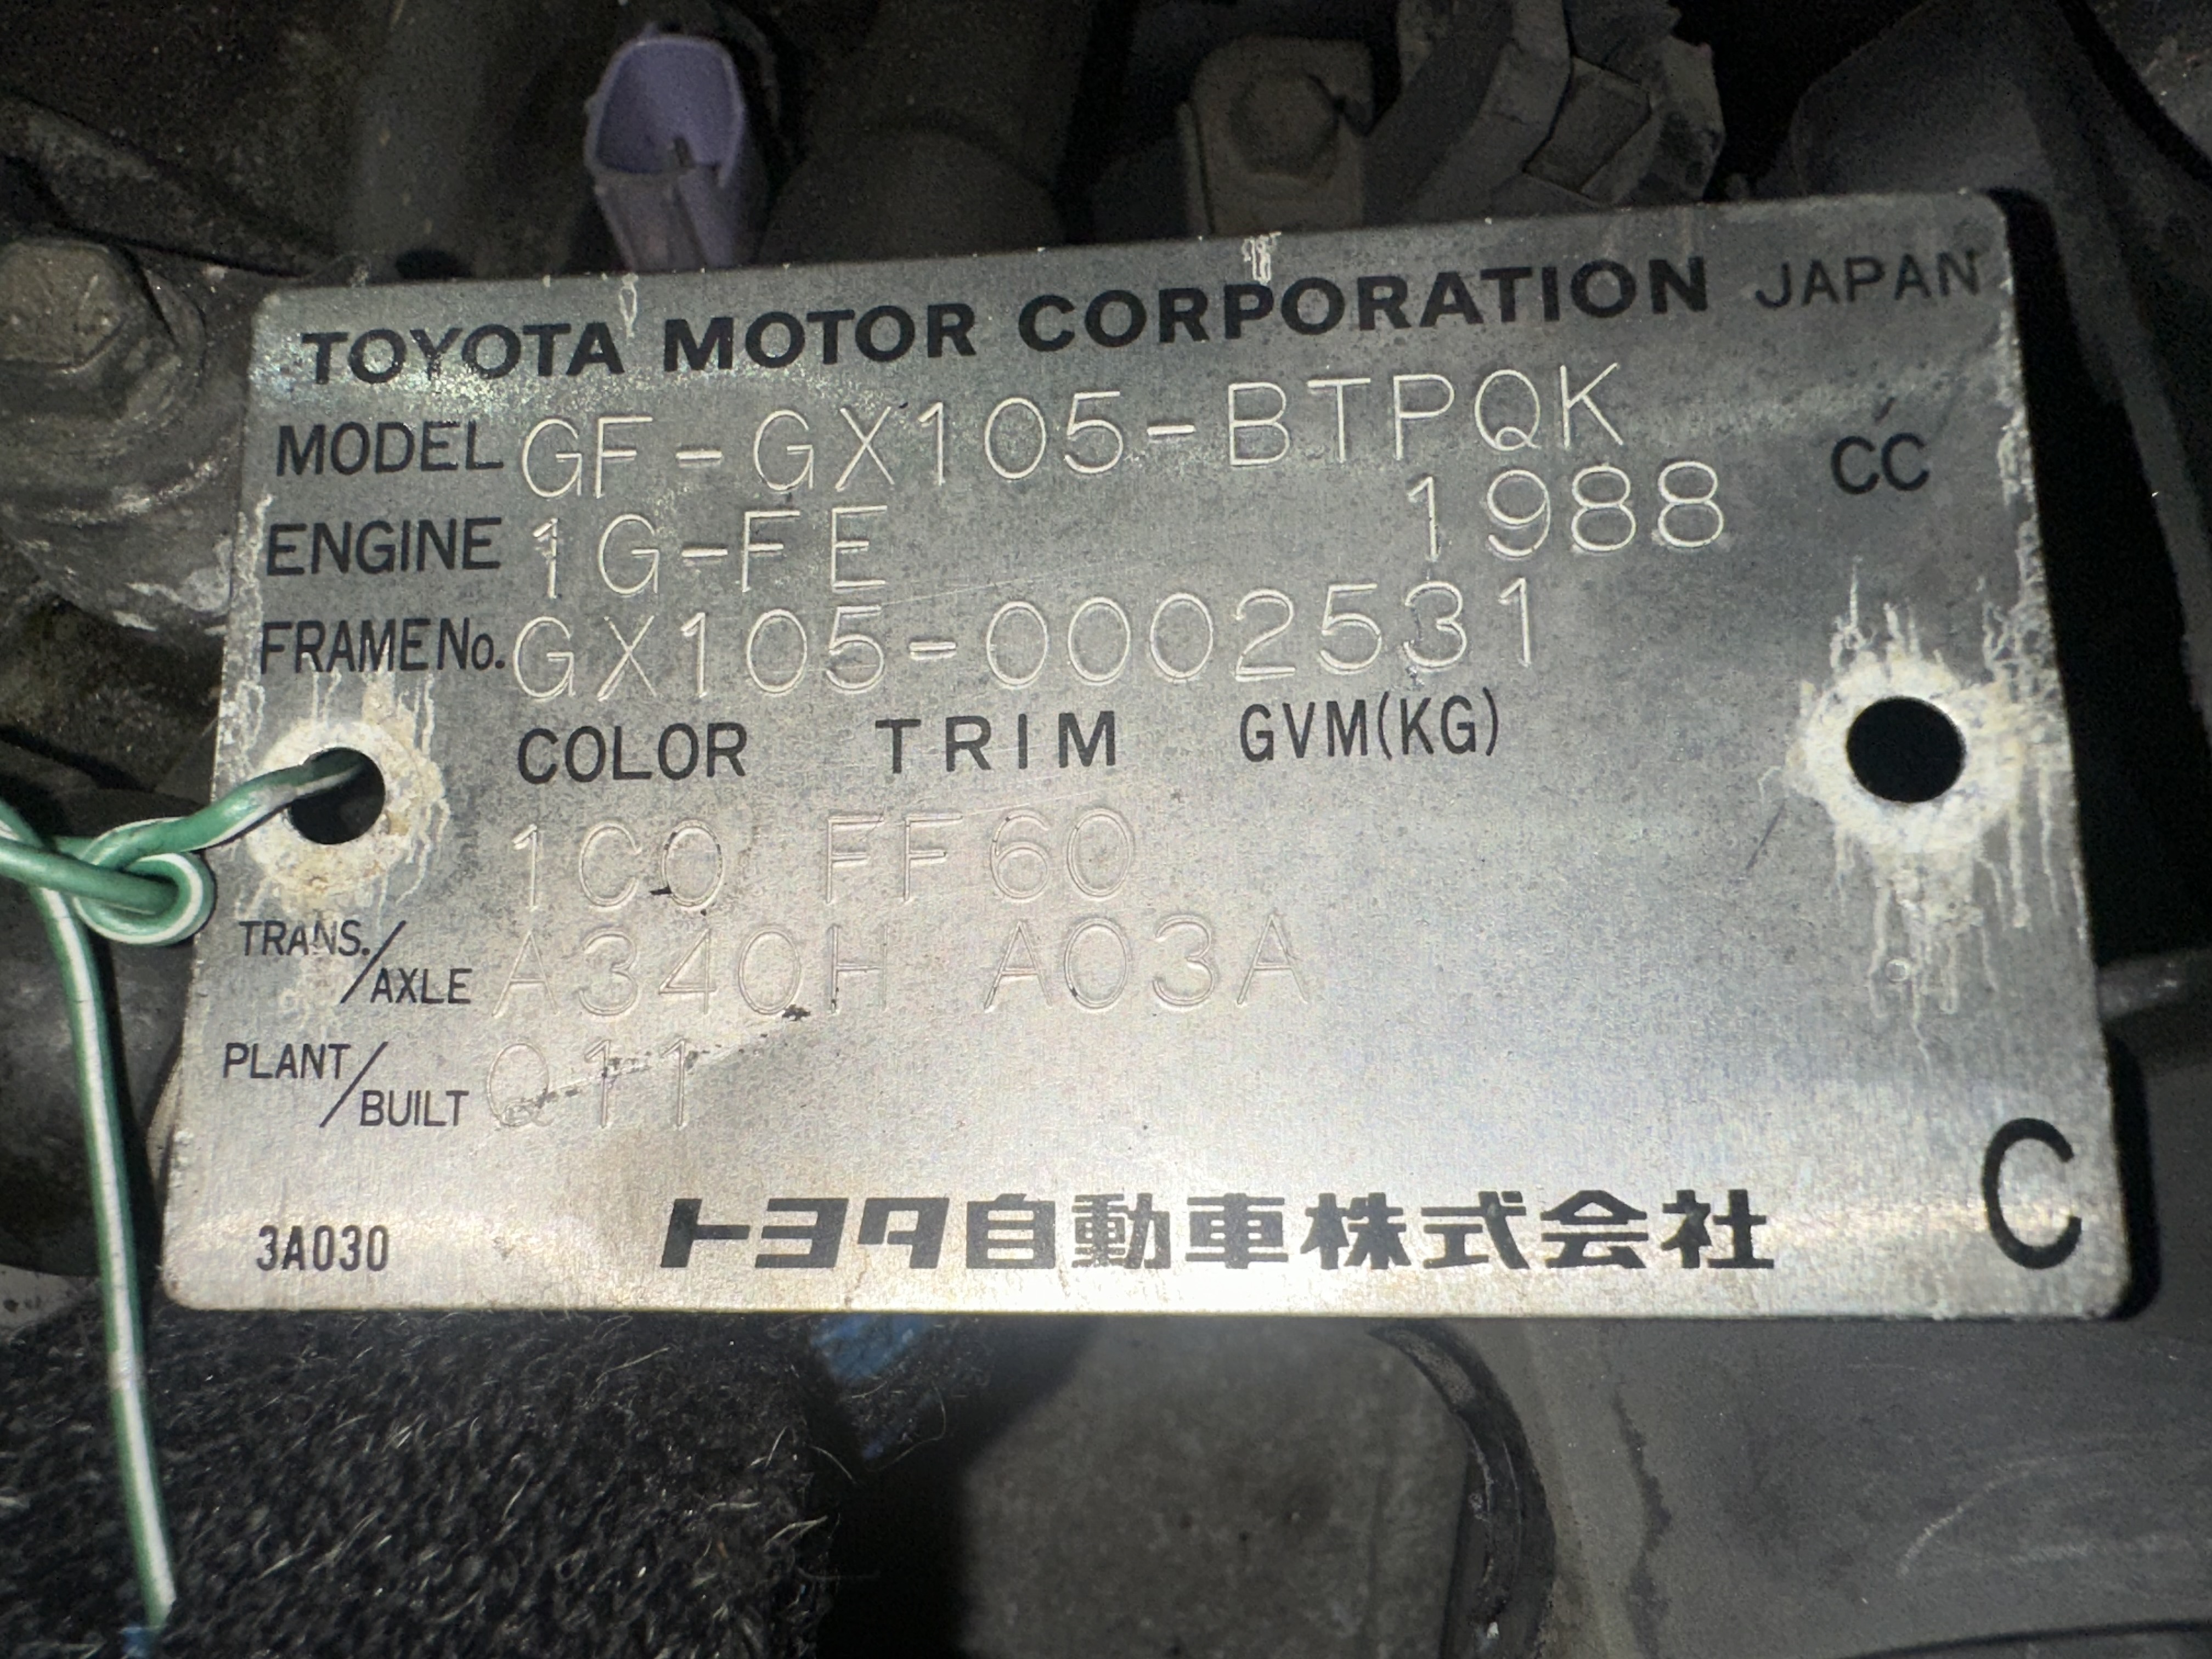 TOYOTA MOTOR CORPORATION JAPAN
MODEL GF-GX105-BTPQK
ENGINE 1G-FE 1988 CC
FRAME No. GX105-0002531
COLOR TRIM GVM(KG)
1C0 FF60
TRANS./AXLE A340H A03A
PLANT/BUILT Q11
3A030 トヨタ自動車株式会社 C